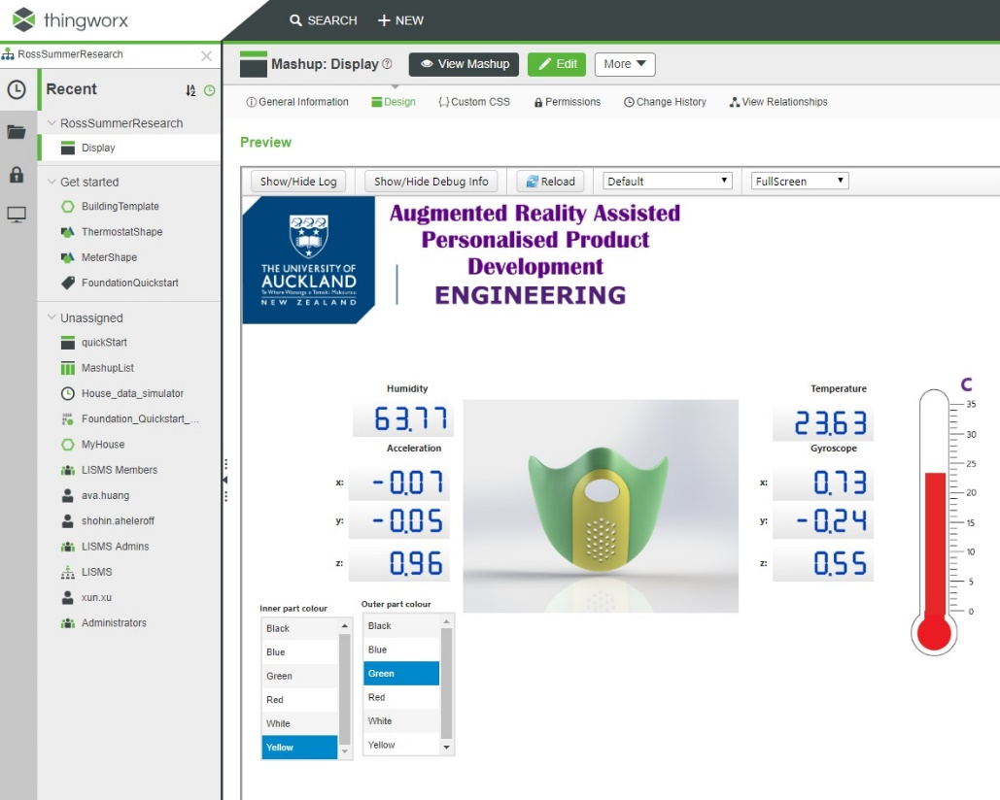 thingworx
SEARCH
+ NEW
RossSummerResearch
Recent
RossSummerResearch
Display
Get started
BuildingTemplate
ThermostatShape
MeterShape
FoundationQuickstart
Unassigned
quickStart
MashupList
House_data_simulator
Foundation_Quickstart_...
MyHouse
LISMS Members
ava.huang
shohin.aheleroff
LISMS Admins
LISMS
xun.xu
Administrators
Mashup: Display
View Mashup
Edit
More
General Information
Design
Custom CSS
Permissions
Change History
View Relationships
Preview
Show/Hide Log
Show/Hide Debug Info
Reload
Default
FullScreen
THE UNIVERSITY OF
AUCKLAND
Te Whare Wananga o Tamaki Makaurau
NEW ZEALAND
Augmented Reality Assisted
Personalised Product
Development
ENGINEERING
Humidity
63.77
Acceleration
x: -0.07
y: -0.05
z: 0.96
Temperature
23.63
Gyroscope
x: 0.73
y: -0.24
z: 0.55
C
35
30
25
20
15
10
5
0
Inner part colour
Black
Blue
Green
Red
White
Yellow
Outer part colour
Black
Blue
Green
Red
White
Yellow